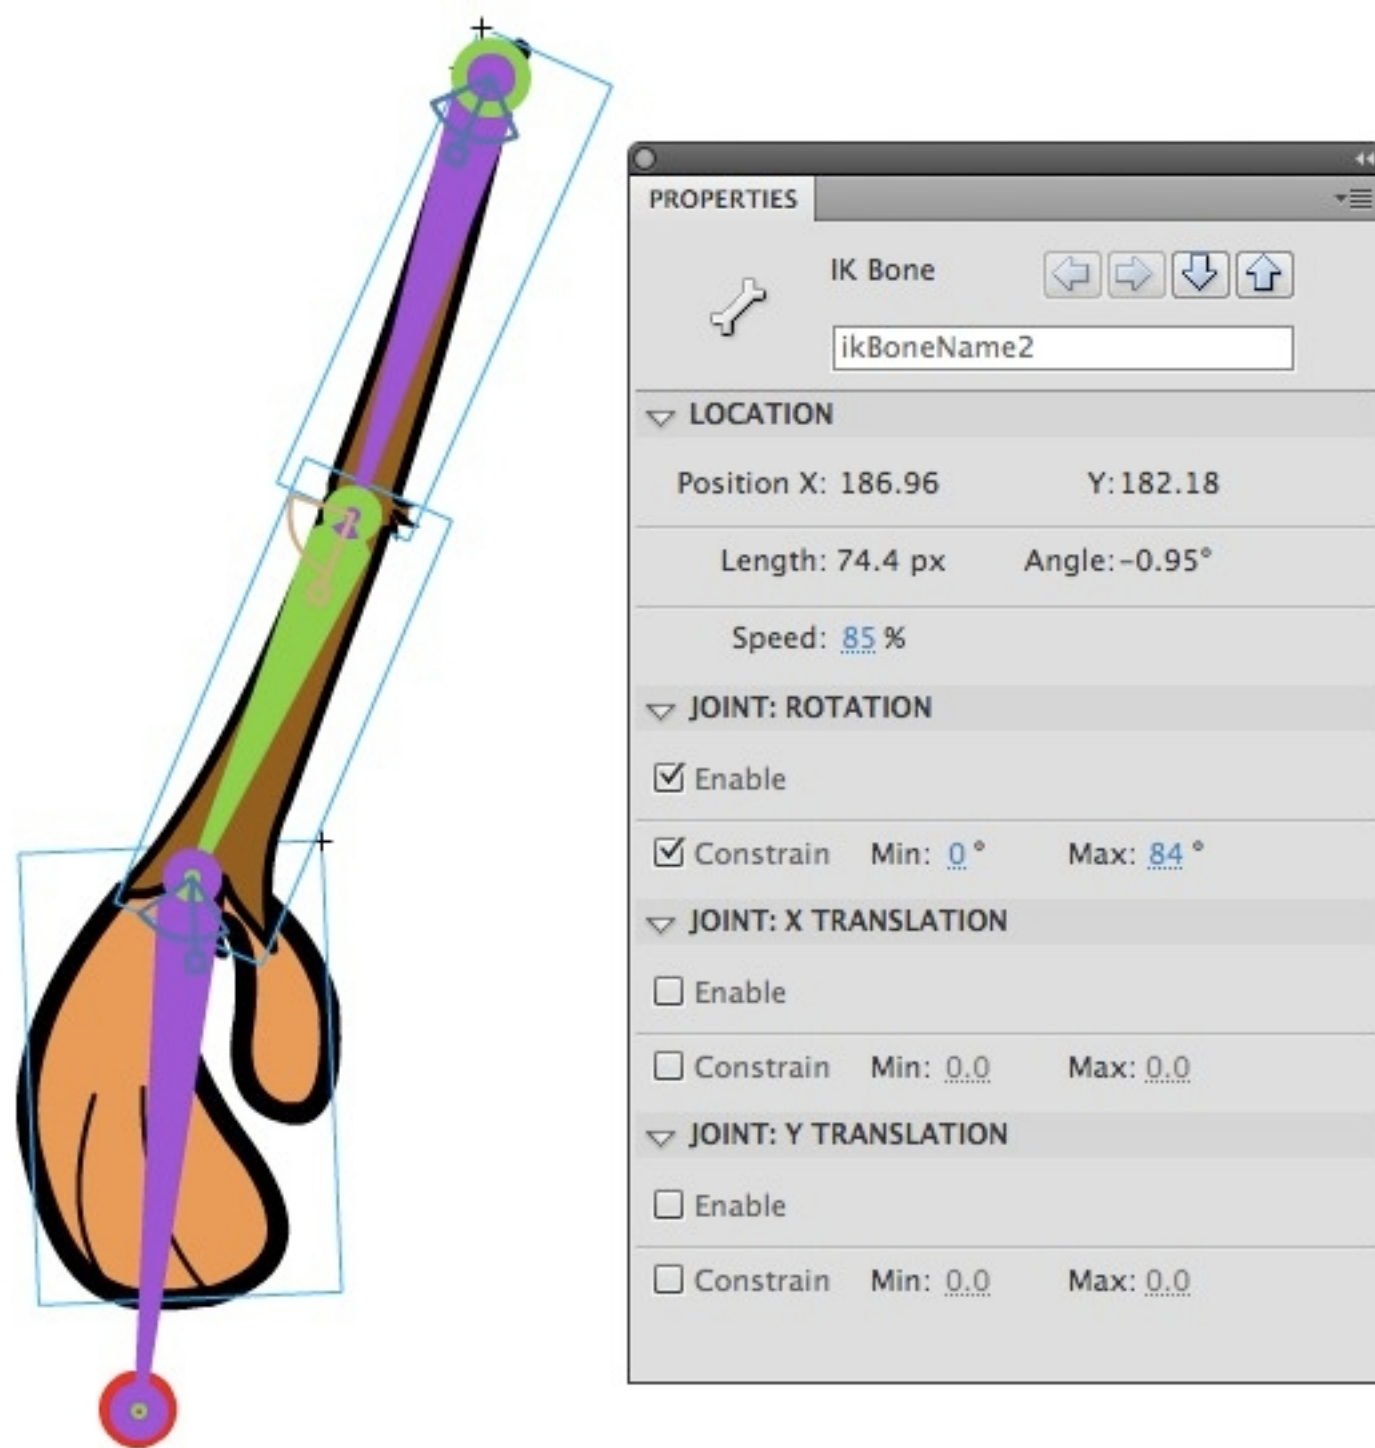 PROPERTIES
IK Bone
ikBoneName2
LOCATION
Position X: 186.96 Y: 182.18
Length: 74.4 px Angle: -0.95°
Speed: 85 %
JOINT: ROTATION
Enable
Constrain Min: 0 ° Max: 84 °
JOINT: X TRANSLATION
Enable
Constrain Min: 0.0 Max: 0.0
JOINT: Y TRANSLATION
Enable
Constrain Min: 0.0 Max: 0.0